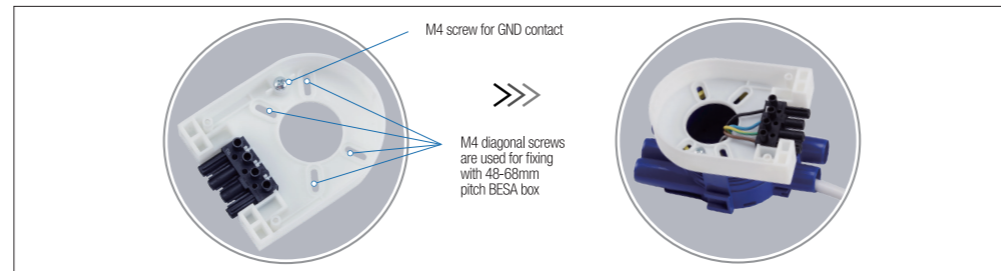 M4 screw for GND contact
M4 diagonal screws
are used for fixing
with 48-68mm
pitch BESA box